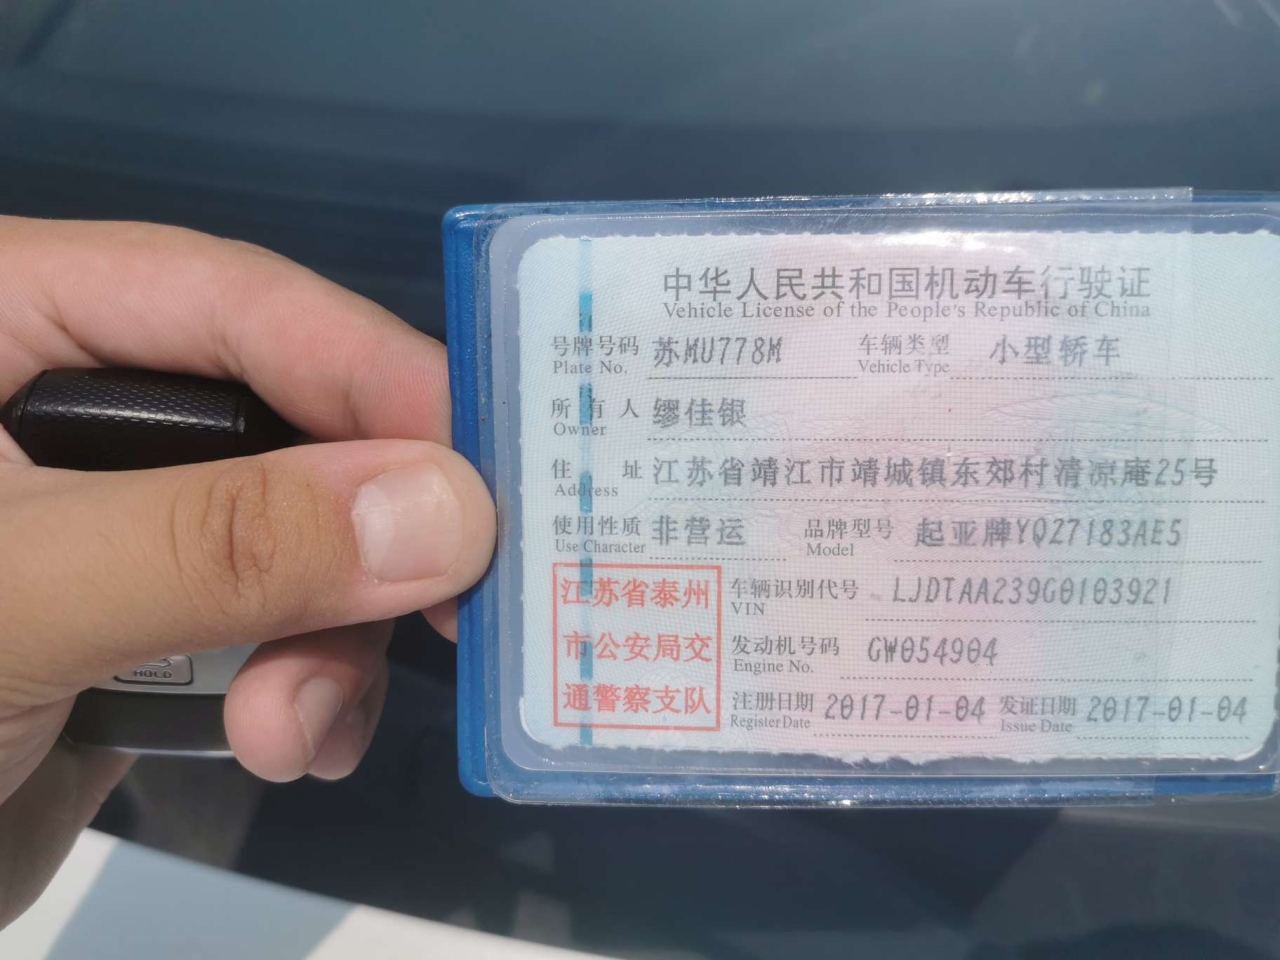 中华人民共和国机动车行驶证
Vehicle License of the People's Republic of China
号牌号码 苏MU778M 车辆类型 小型轿车
Plate No. Vehicle Type
所有人 缪佳银
Owner
住址 江苏省靖江市靖城镇东郊村清凉庵25号
Address
使用性质 非营运 品牌型号 起亚牌YQZ7183AE5
Use Character Model
江苏省泰州 车辆识别代号 LJDTAA239G0103921
VIN
市公安局交 发动机号码 GW054904
Engine No.
通警察支队 注册日期 2017-01-04 发证日期 2017-01-04
Register Date Issue Date
HOLD